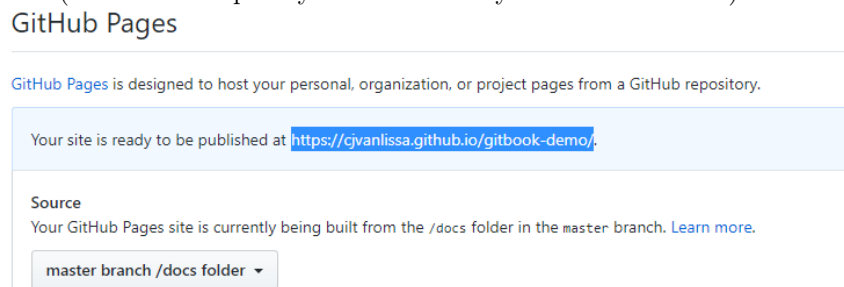 GitHub Pages
GitHub Pages is designed to host your personal, organization, or project pages from a GitHub repository.
Your site is ready to be published at https://cjvanlissa.github.io/gitbook-demo/.
Source
Your GitHub Pages site is currently being built from the /docs folder in the master branch. Learn more.
master branch /docs folder